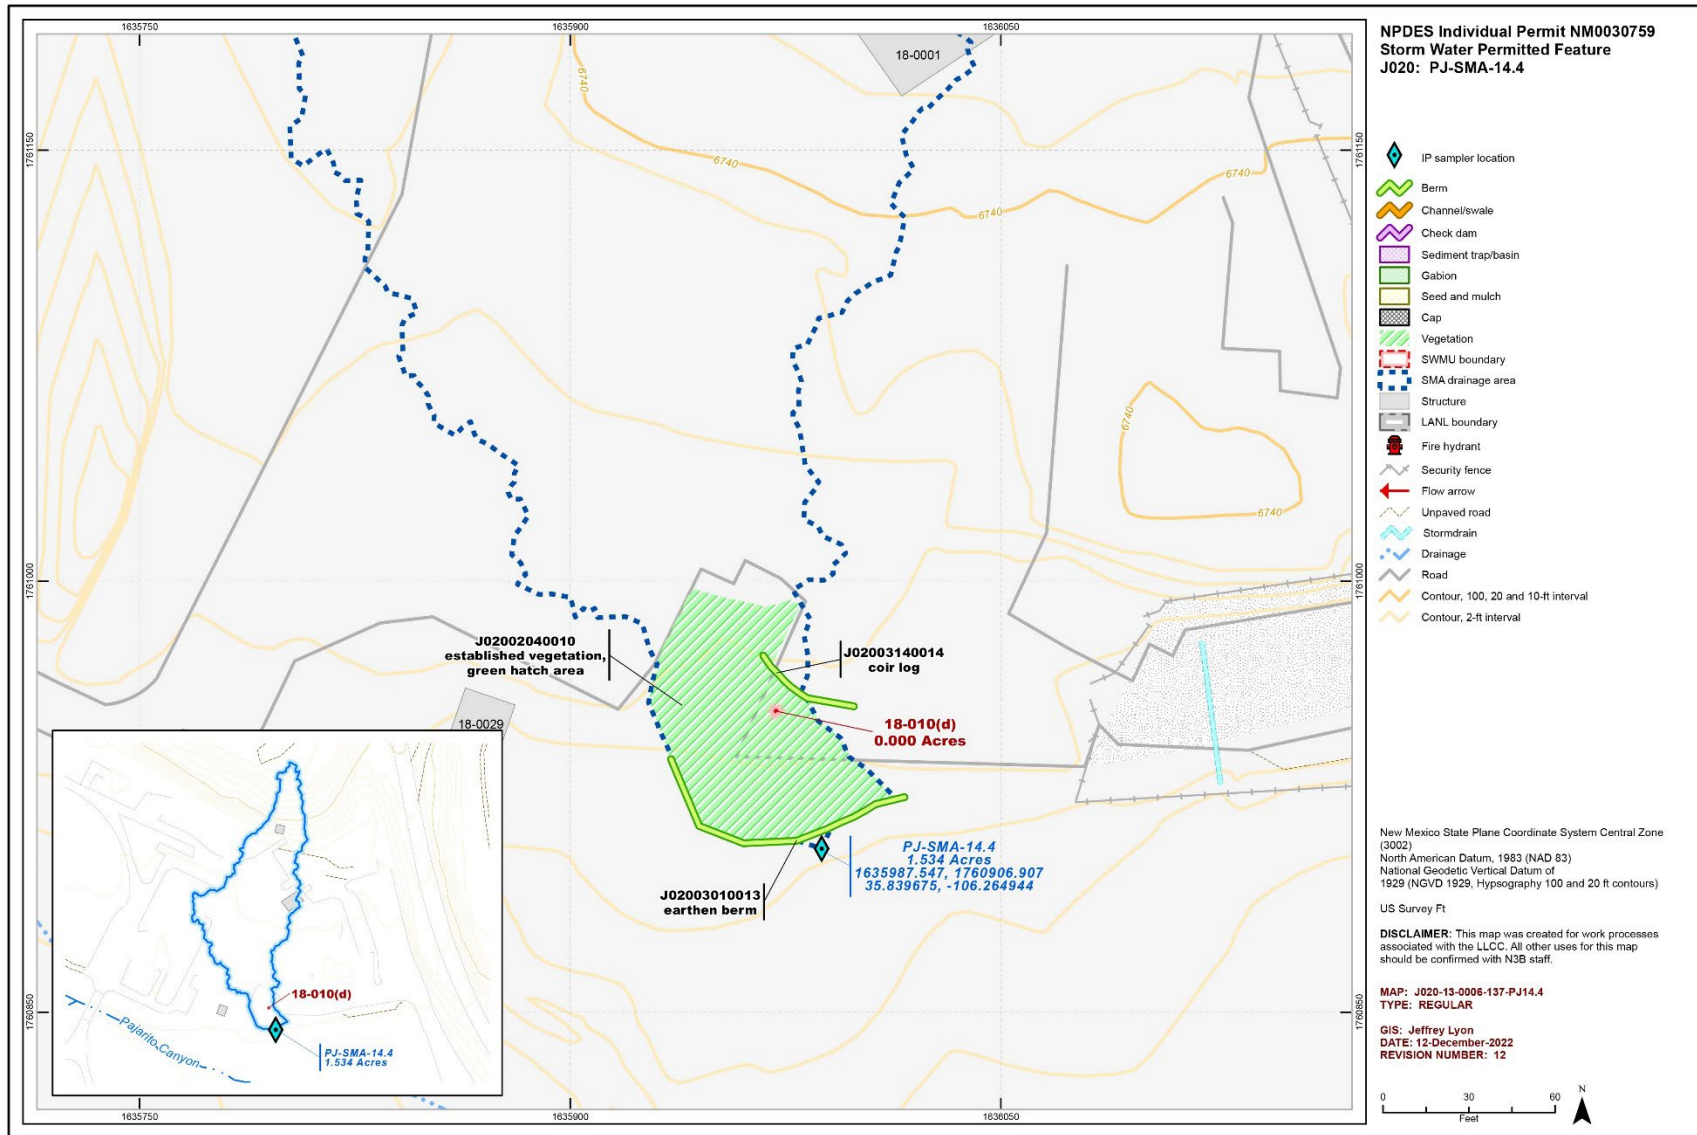 1635750
1635900
1636050
NPDES Individual Permit NM0030759
Storm Water Permitted Feature
J020: PJ-SMA-14.4
18-0001
6740
1761150
1761150
6740
6740
6740
IP sampler location
Berm
Channel/swale
Check dam
Sediment trap/basin
Gabion
Seed and mulch
Cap
Vegetation
SWMU boundary
SMA drainage area
Structure
LANL boundary
Fire hydrant
Security fence
Flow arrow
Unpaved road
Stormdrain
Drainage
Road
Contour, 100, 20 and 10-ft interval
Contour, 2-ft interval
6740
6740
1761000
1761000
J02002040010
established vegetation,
green hatch area
J02003140014
coir log
18-010(d)
0.000 Acres
18-0029
PJ-SMA-14.4
1.534 Acres
1635987.547, 1760906.907
35.839675, -106.264944
J02003010013
earthen berm
18-010(d)
PJ-SMA-14.4
1.534 Acres
Pajarito Canyon
1760850
1760850
1635750
1635900
1636050
New Mexico State Plane Coordinate System Central Zone
(3002)
North American Datum, 1983 (NAD 83)
National Geodetic Vertical Datum of
1929 (NGVD 1929, Hypsography 100 and 20 ft contours)
US Survey Ft
DISCLAIMER: This map was created for work processes
associated with the LLCC. All other uses for this map
should be confirmed with N3B staff.
MAP: J020-13-0006-137-PJ14.4
TYPE: REGULAR
GIS: Jeffrey Lyon
DATE: 12-December-2022
REVISION NUMBER: 12
0 30 60
Feet
N